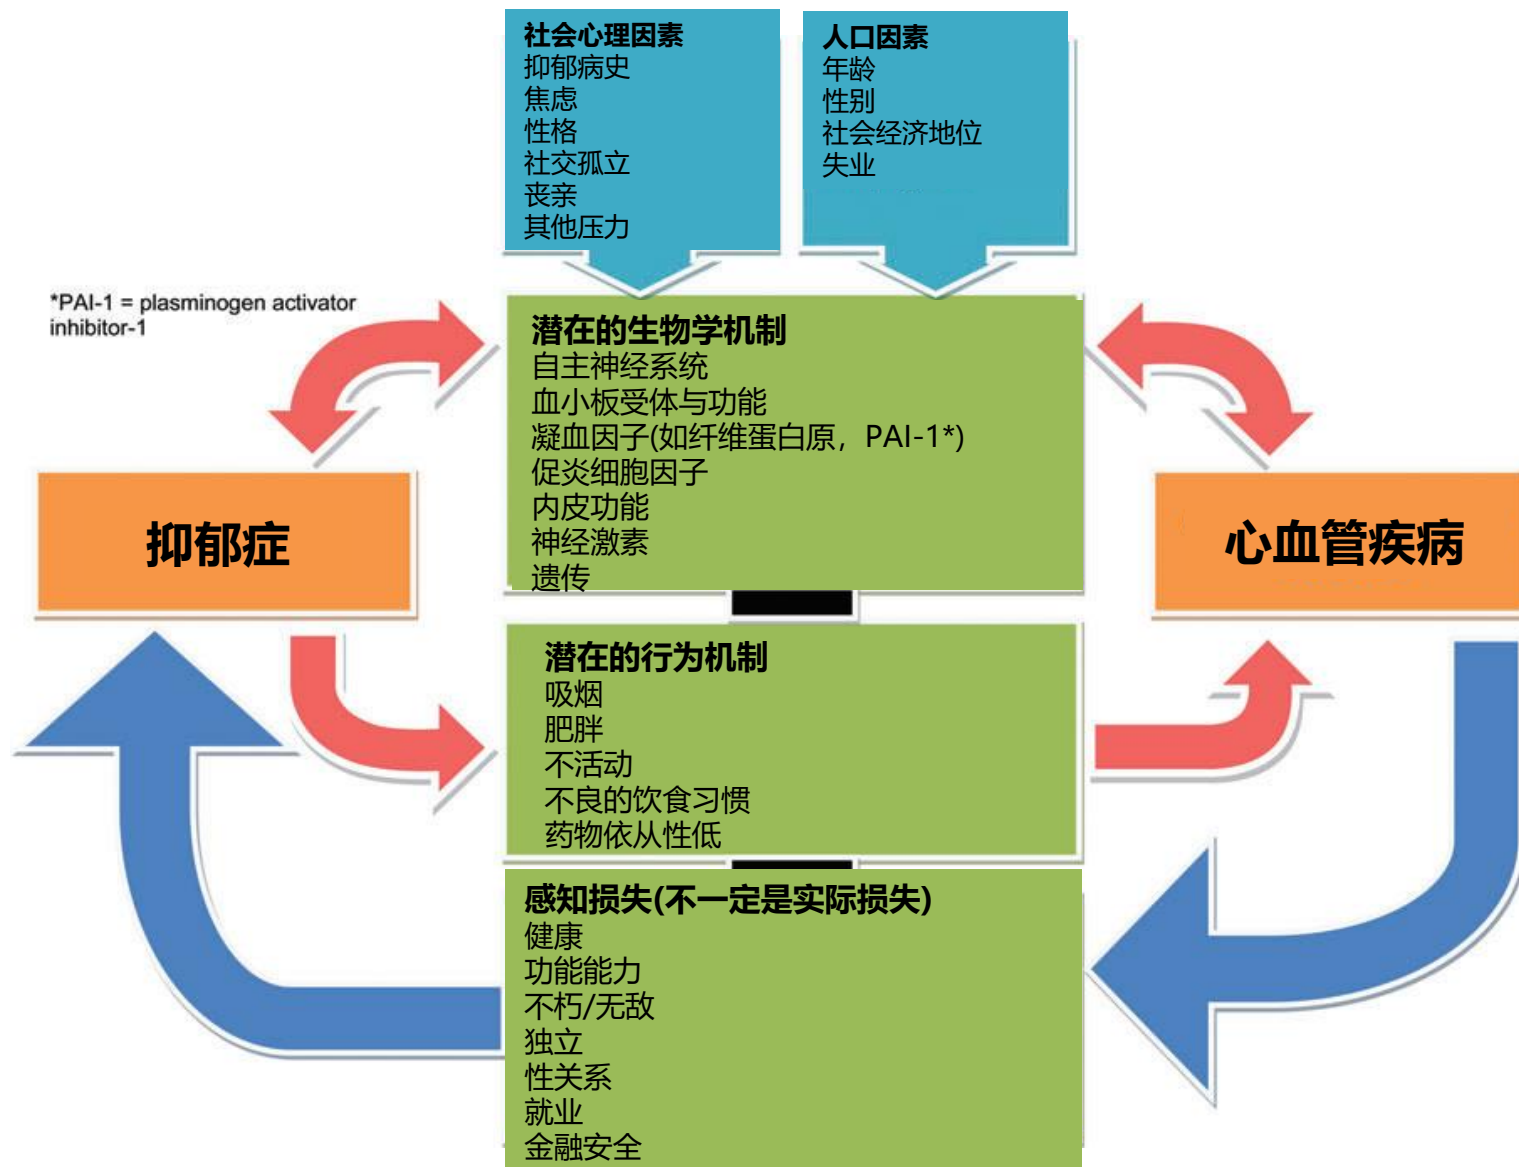 社会心理因素
抑郁病史
焦虑
性格
社交孤立
丧亲
其他压力
人口因素
年龄
性别
社会经济地位
失业
*PAI-1 = plasminogen activator
inhibitor-1
潜在的生物学机制
自主神经系统
血小板受体与功能
凝血因子(如纤维蛋白原，PAI-1*)
促炎细胞因子
内皮功能
神经激素
遗传
抑郁症
心血管疾病
潜在的行为机制
吸烟
肥胖
不活动
不良的饮食习惯
药物依从性低
感知损失(不一定是实际损失)
健康
功能能力
不朽/无敌
独立
性关系
就业
金融安全